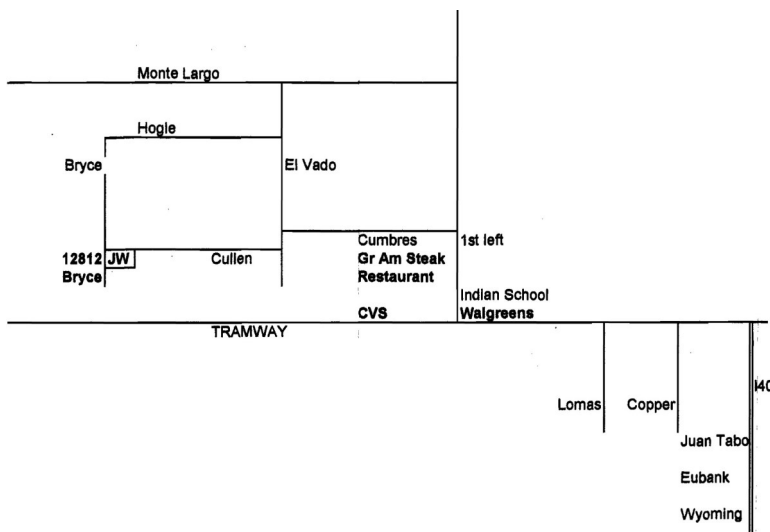 Monte Largo
Hogle
Bryce
El Vado
Cumbres
1st left
12812 JW
Cullen
Gr Am Steak
Bryce
Restaurant
Indian School
CVS
Walgreens
TRAMWAY
I40
Lomas
Copper
Juan Tabo
Eubank
Wyoming